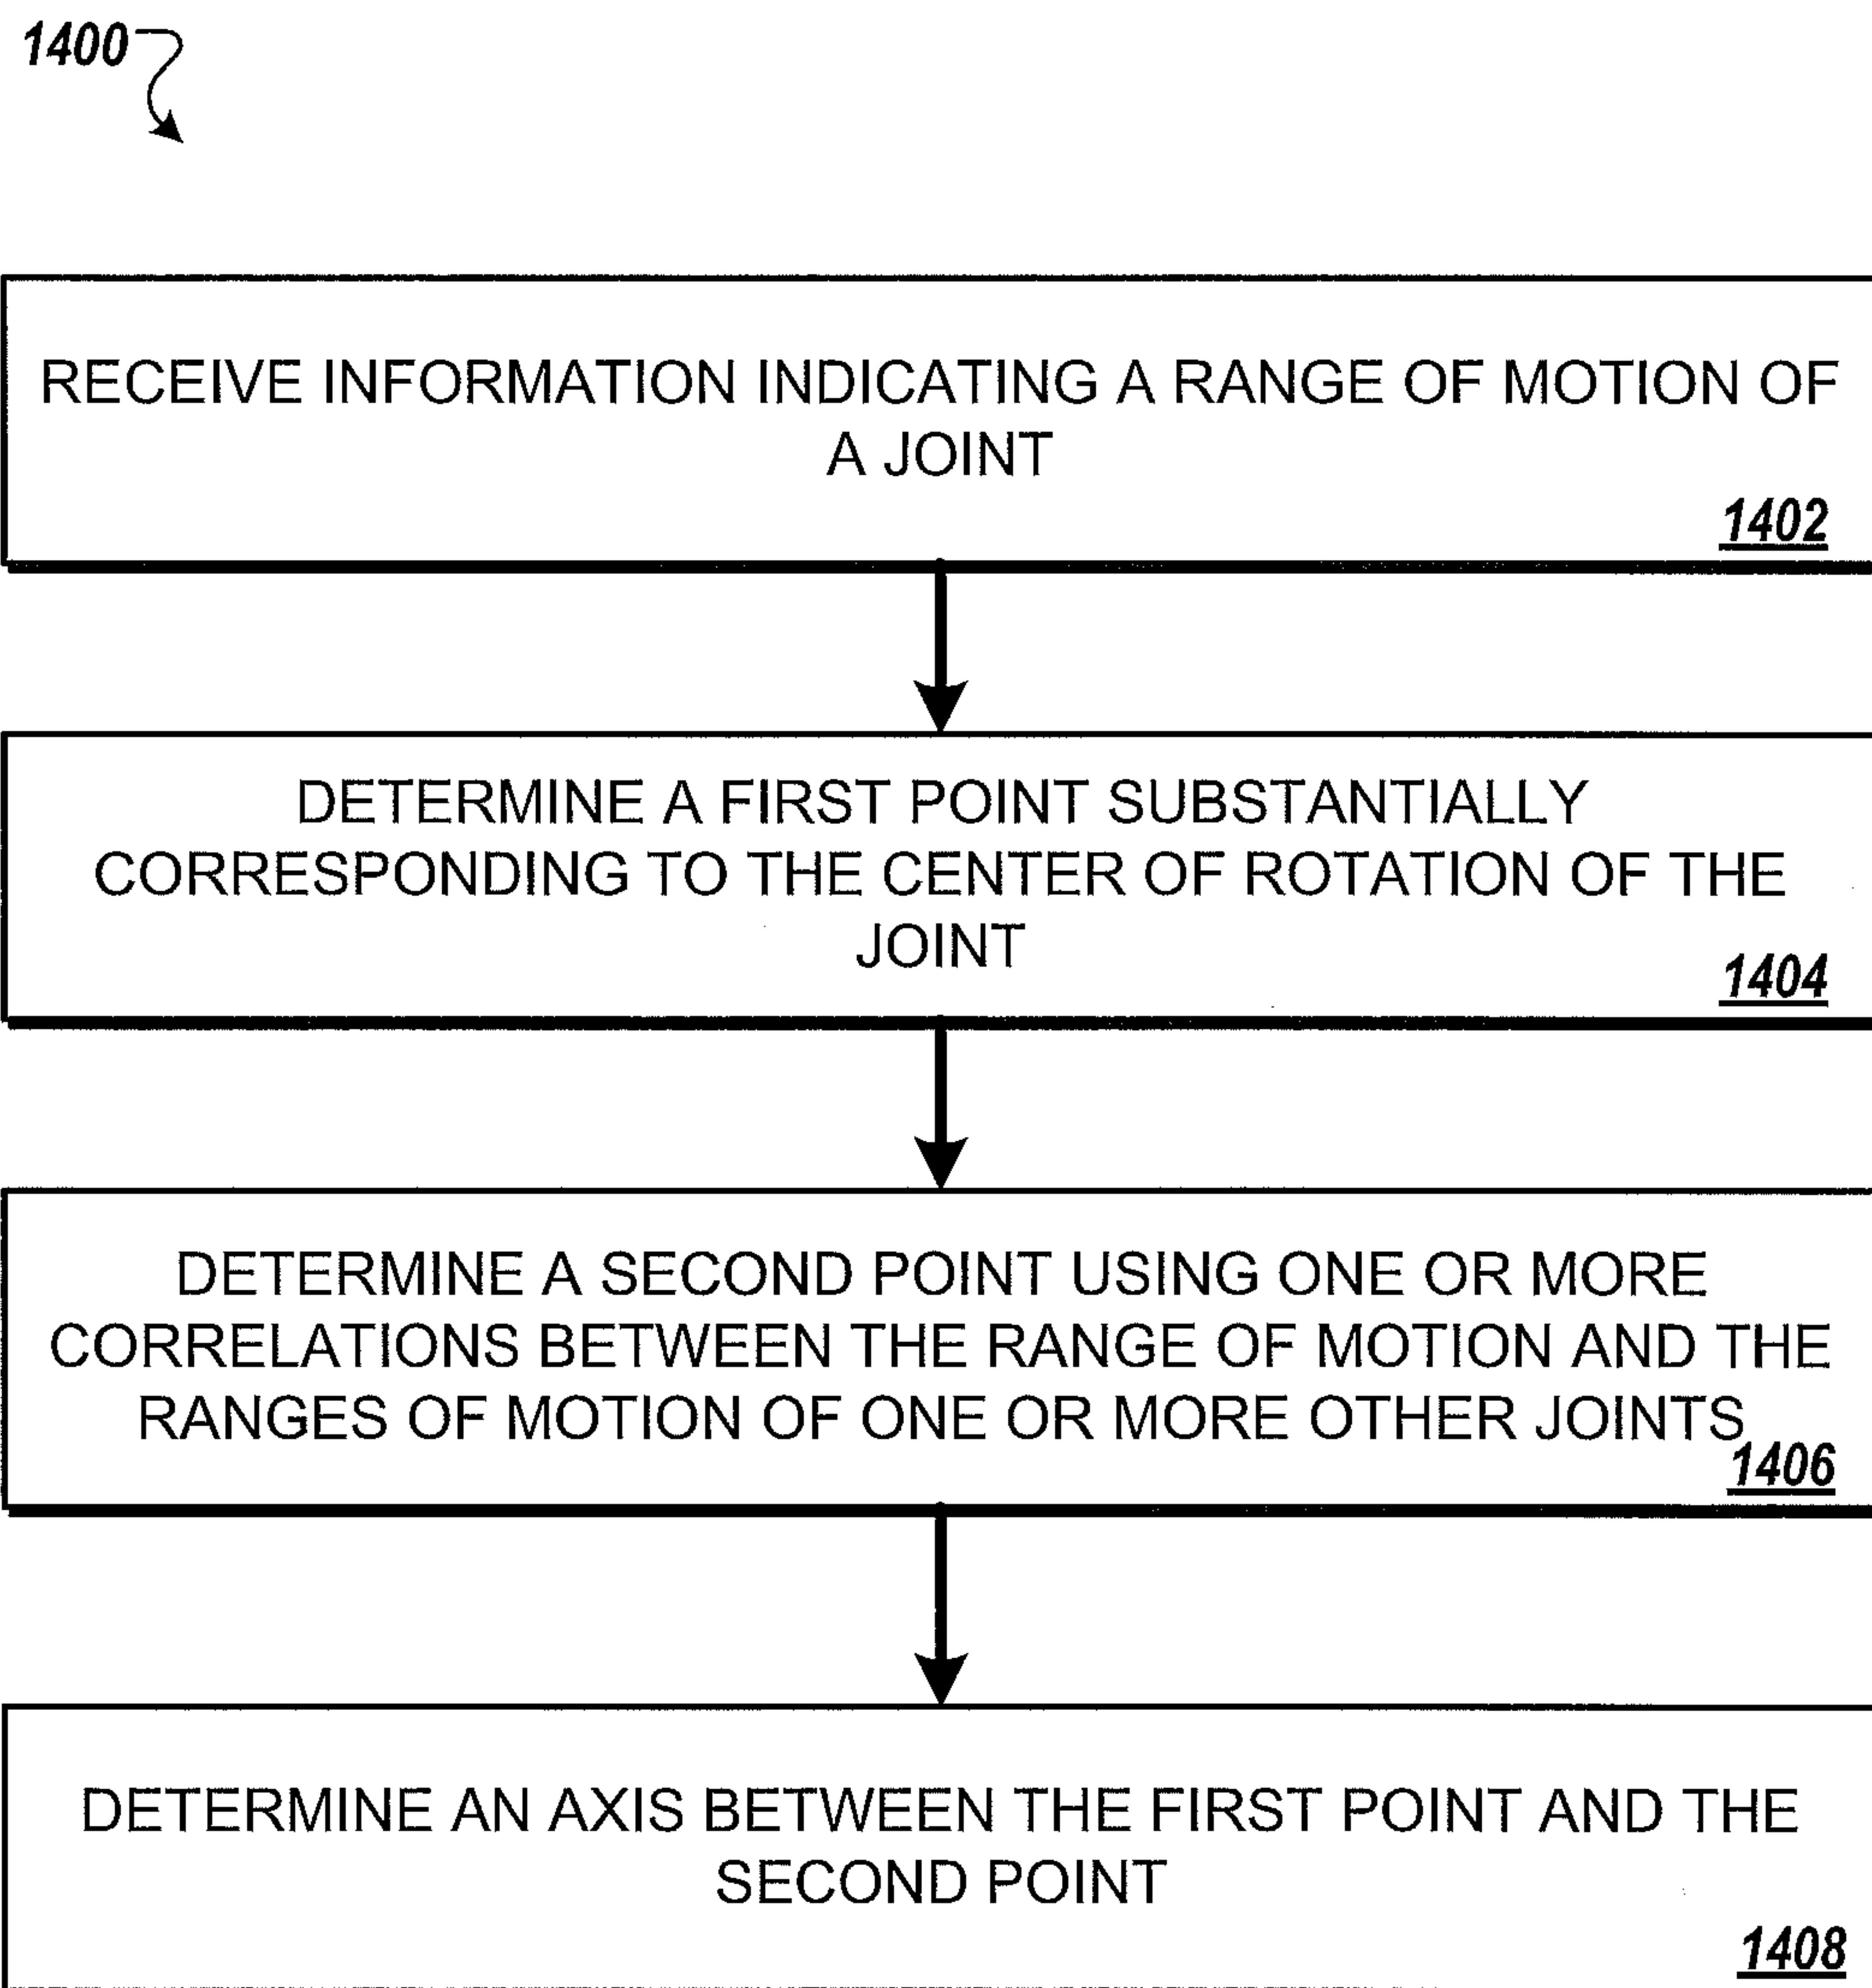 1400
RECEIVE INFORMATION INDICATING A RANGE OF MOTION OF
A JOINT
1402
DETERMINE A FIRST POINT SUBSTANTIALLY
CORRESPONDING TO THE CENTER OF ROTATION OF THE
JOINT
1404
DETERMINE A SECOND POINT USING ONE OR MORE
CORRELATIONS BETWEEN THE RANGE OF MOTION AND THE
RANGES OF MOTION OF ONE OR MORE OTHER JOINTS
1406
DETERMINE AN AXIS BETWEEN THE FIRST POINT AND THE
SECOND POINT
1408